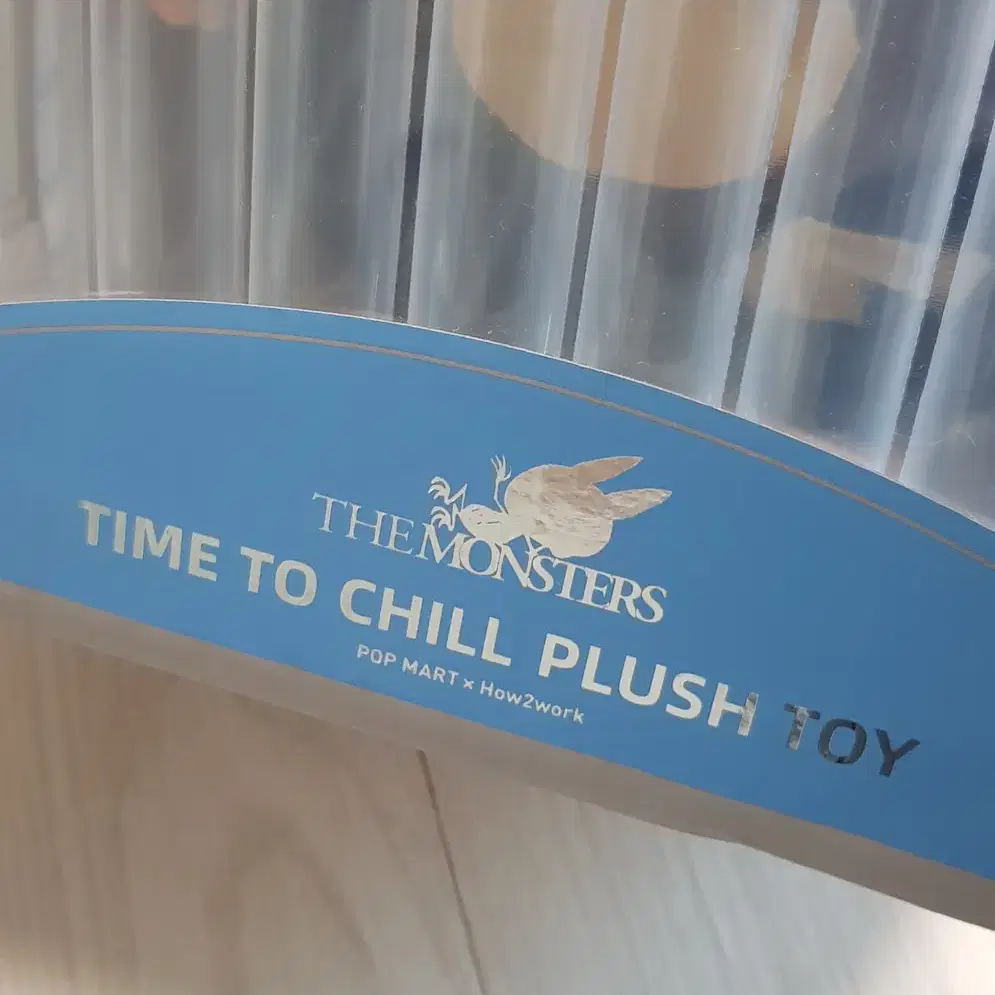 THE MONSTERS
TIME TO CHILL PLUSH TOY
POP MART × How2work